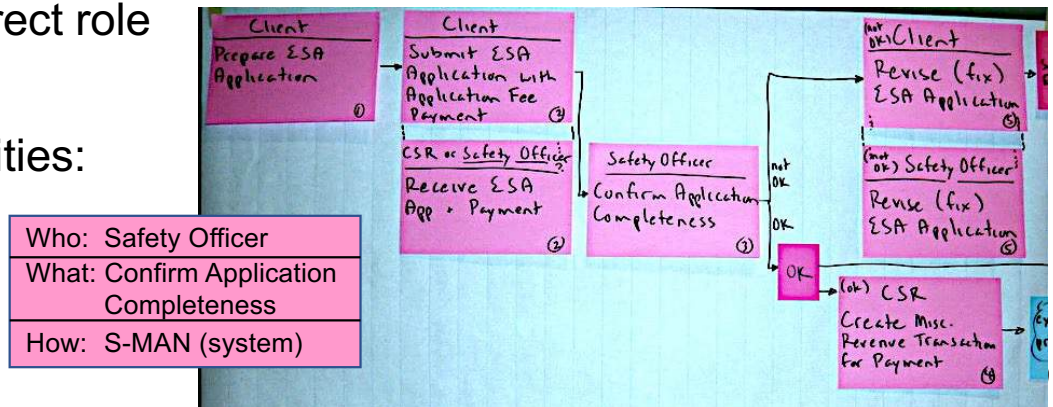 rect role
ities:
Who: Safety Officer
What: Confirm Application
Completeness
How: S-MAN (system)
Client
Prepare ESA
Application
①
Client
Submit ESA
Application with
Application Fee
Payment
②
CSR or Safety Officer?
Receive ESA
App + Payment
②
Safety Officer
Confirm Application
Completeness
③
not
OK
OK
OK
(not
OK) Client
Revise (fix)
ESA Application
⑤
(not
ok) Safety Officer
Revise (fix)
ESA Application
⑤
(ok) CSR
Create Misc.
Revenue Transaction
for Payment
④